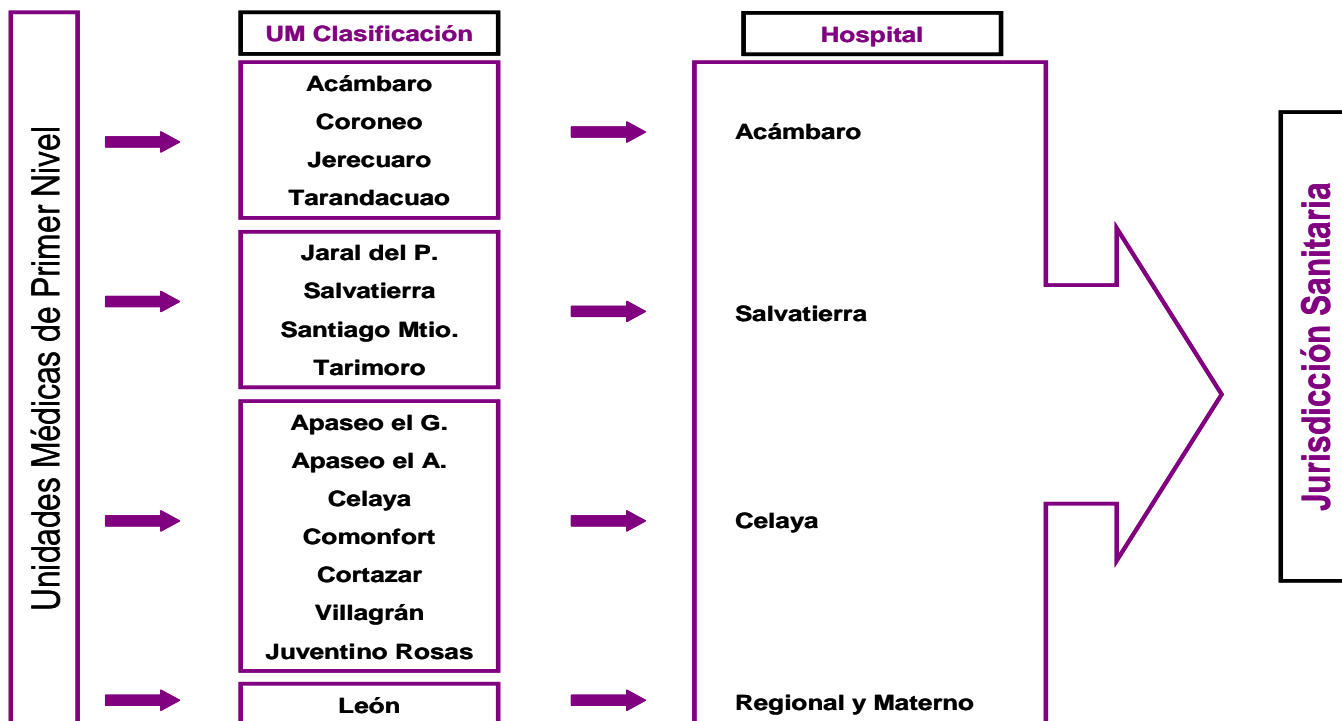 Unidades Médicas de Primer Nivel
UM Clasificación
Acámbaro
Coroneo
Jerecuaro
Tarandacuao
Jaral del P.
Salvatierra
Santiago Mtio.
Tarimoro
Apaseo el G.
Apaseo el A.
Celaya
Comonfort
Cortazar
Villagrán
Juventino Rosas
León
Hospital
Acámbaro
Salvatierra
Celaya
Regional y Materno
Jurisdicción Sanitaria